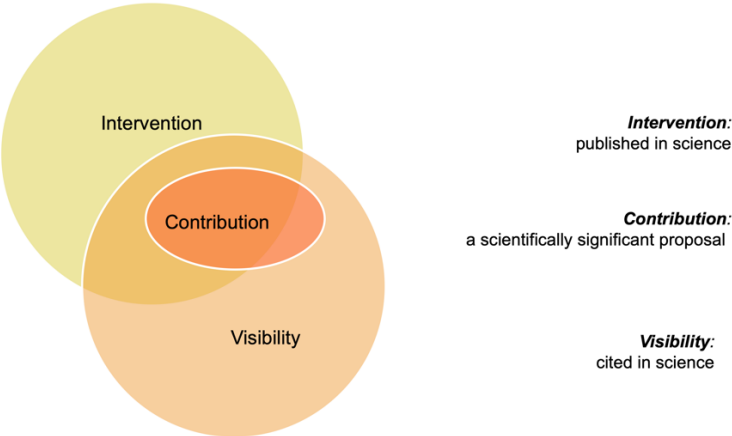 Intervention
Contribution
Visibility
Intervention:
published in science
Contribution:
a scientifically significant proposal
Visibility:
cited in science